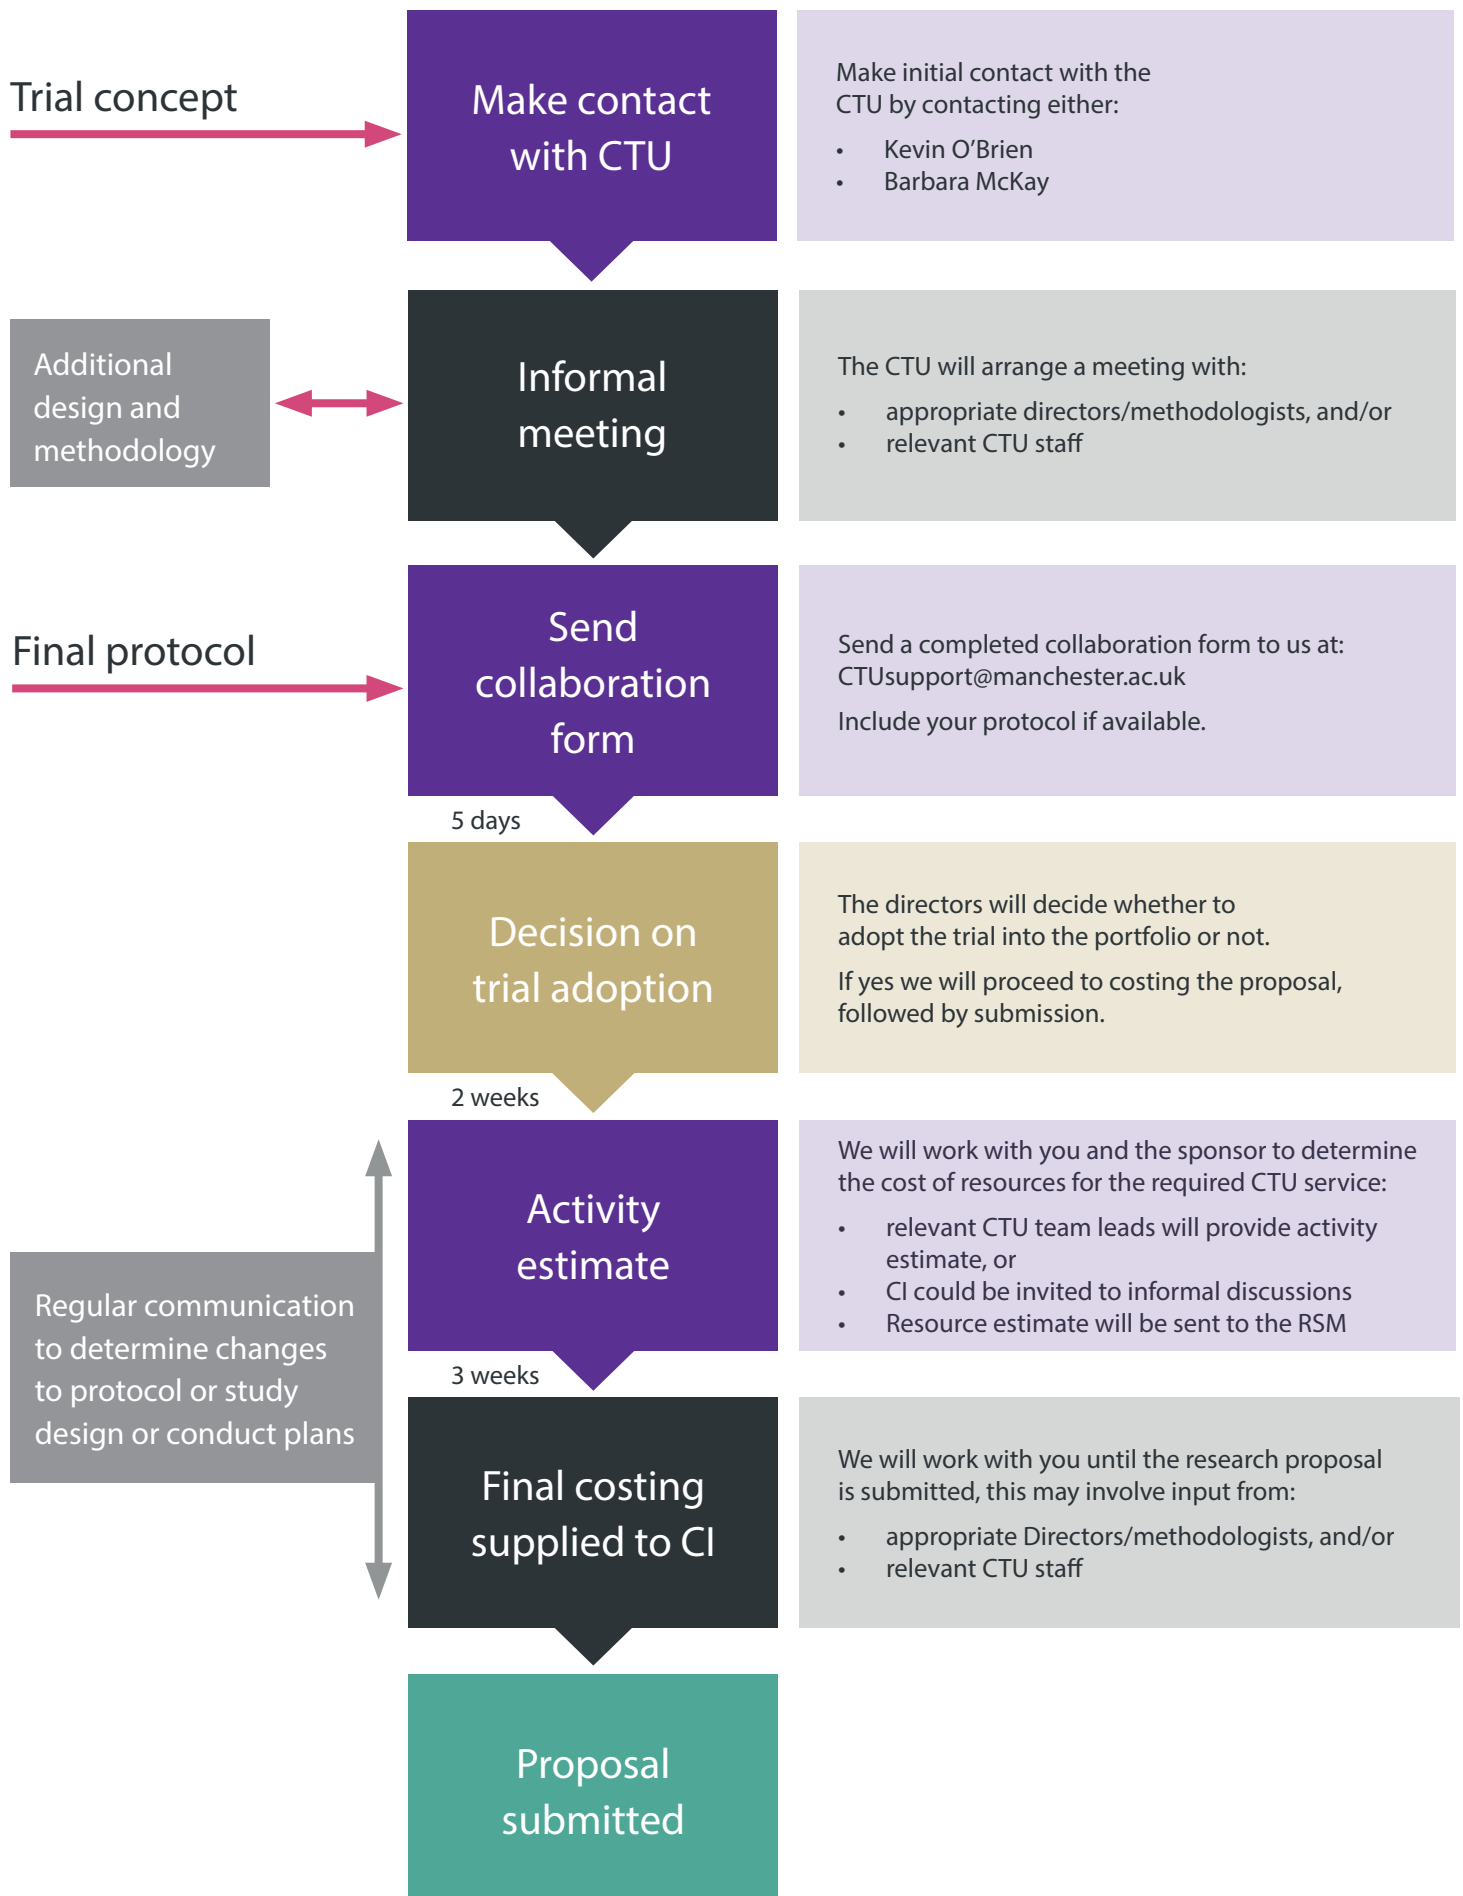 Trial concept
Make contact
with CTU
Make initial contact with the
CTU by contacting either:
• Kevin O'Brien
• Barbara McKay
Additional
design and
methodology
Informal
meeting
The CTU will arrange a meeting with:
• appropriate directors/methodologists, and/or
• relevant CTU staff
Final protocol
Send
collaboration
form
Send a completed collaboration form to us at:
CTUsupport@manchester.ac.uk
Include your protocol if available.
5 days
Decision on
trial adoption
The directors will decide whether to
adopt the trial into the portfolio or not.
If yes we will proceed to costing the proposal,
followed by submission.
2 weeks
Activity
estimate
We will work with you and the sponsor to determine
the cost of resources for the required CTU service:
• relevant CTU team leads will provide activity
estimate, or
• CI could be invited to informal discussions
• Resource estimate will be sent to the RSM
Regular communication
to determine changes
to protocol or study
design or conduct plans
3 weeks
Final costing
supplied to CI
We will work with you until the research proposal
is submitted, this may involve input from:
• appropriate Directors/methodologists, and/or
• relevant CTU staff
Proposal
submitted